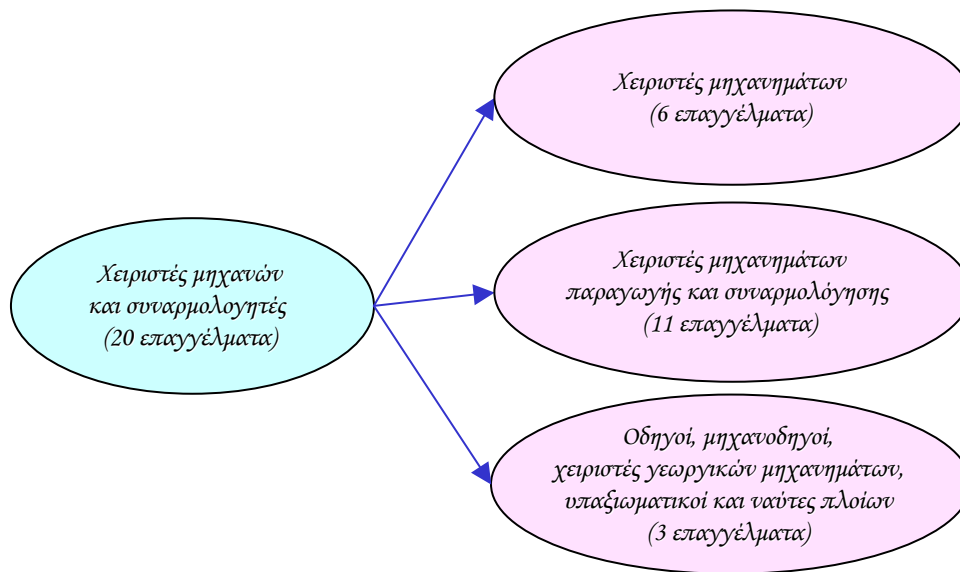 Χειριστές μηχανημάτων
(6 επαγγέλματα)
Χειριστές μηχανών
και συναρμολογητές
(20 επαγγέλματα)
Χειριστές μηχανημάτων
παραγωγής και συναρμολόγησης
(11 επαγγέλματα)
Οδηγοί, μηχανοδηγοί,
χειριστές γεωργικών μηχανημάτων,
υπαξιωματικοί και ναύτες πλοίων
(3 επαγγέλματα)